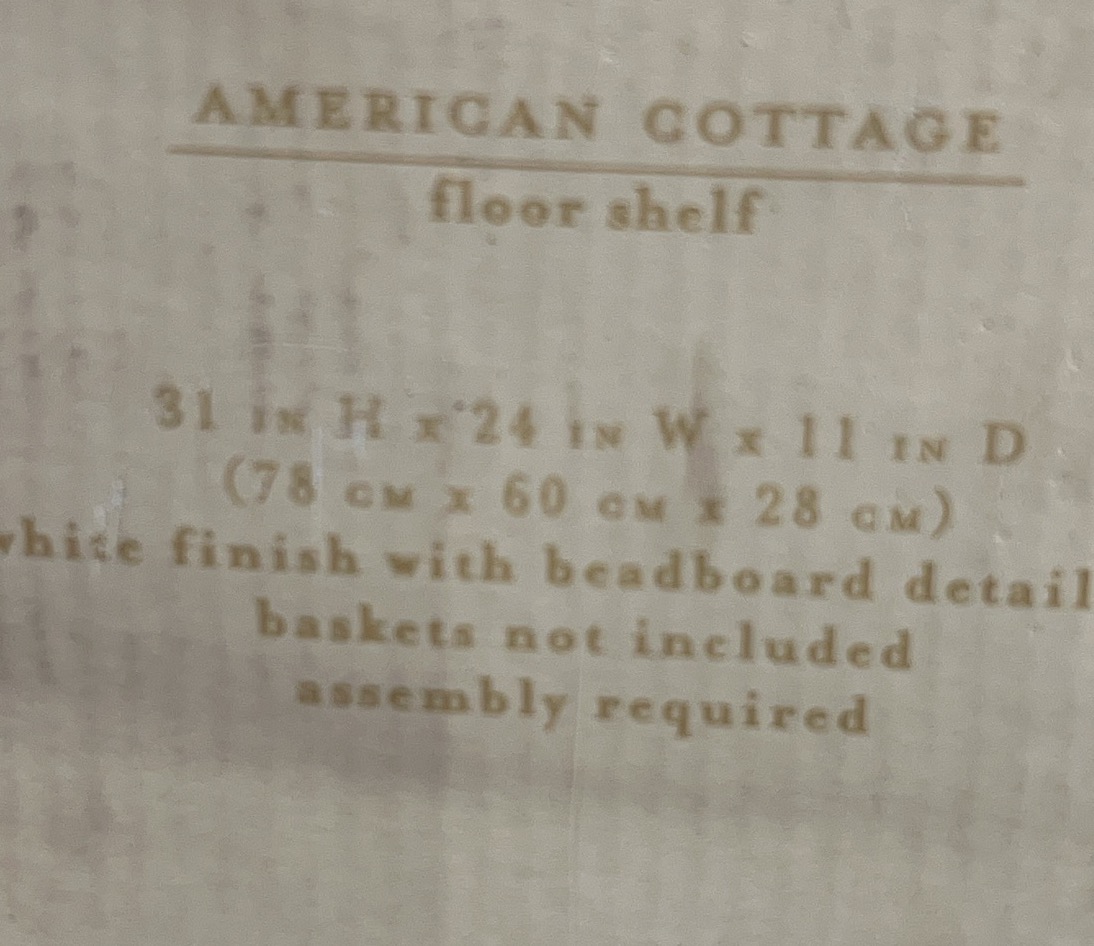 AMERICAN COTTAGE
floor shelf
31 IN H x 24 IN W x 11 IN D
(78 CM x 60 CM x 28 CM)
white finish with beadboard detail
baskets not included
assembly required